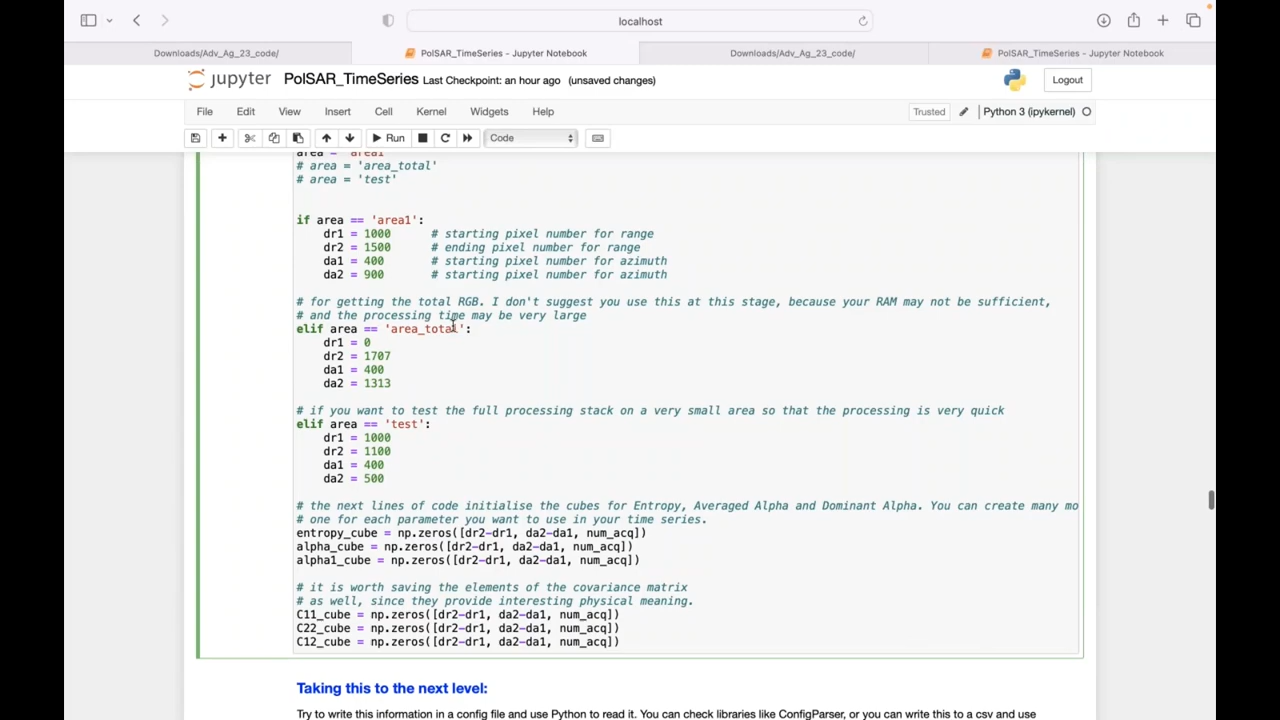 localhost
Downloads/Adv_Ag_23_code/
PolSAR_TimeSeries - Jupyter Notebook
Downloads/Adv_Ag_23_code/
PolSAR_TimeSeries - Jupyter Notebook
jupyter PolSAR_TimeSeries Last Checkpoint: an hour ago (unsaved changes)
Logout
File Edit View Insert Cell Kernel Widgets Help
Trusted Python 3 (ipykernel)
Run Code
area = 'area1'
# area = 'area_total'
# area = 'test'
if area == 'area1':
dr1 = 1000 # starting pixel number for range
dr2 = 1500 # ending pixel number for range
da1 = 400 # starting pixel number for azimuth
da2 = 900 # starting pixel number for azimuth
# for getting the total RGB. I don't suggest you use this at this stage, because your RAM may not be sufficient,
# and the processing time may be very large
elif area == 'area_total':
dr1 = 0
dr2 = 1707
da1 = 400
da2 = 1313
# if you want to test the full processing stack on a very small area so that the processing is very quick
elif area == 'test':
dr1 = 1000
dr2 = 1100
da1 = 400
da2 = 500
# the next lines of code initialise the cubes for Entropy, Averaged Alpha and Dominant Alpha. You can create many mo
# one for each parameter you want to use in your time series.
entropy_cube = np.zeros([dr2-dr1, da2-da1, num_acq])
alpha_cube = np.zeros([dr2-dr1, da2-da1, num_acq])
alpha1_cube = np.zeros([dr2-dr1, da2-da1, num_acq])
# it is worth saving the elements of the covariance matrix
# as well, since they provide interesting physical meaning.
C11_cube = np.zeros([dr2-dr1, da2-da1, num_acq])
C22_cube = np.zeros([dr2-dr1, da2-da1, num_acq])
C12_cube = np.zeros([dr2-dr1, da2-da1, num_acq])
Taking this to the next level:
Try to write this information in a config file and use Python to read it. You can check libraries like ConfigParser, or you can write this to a csv and use